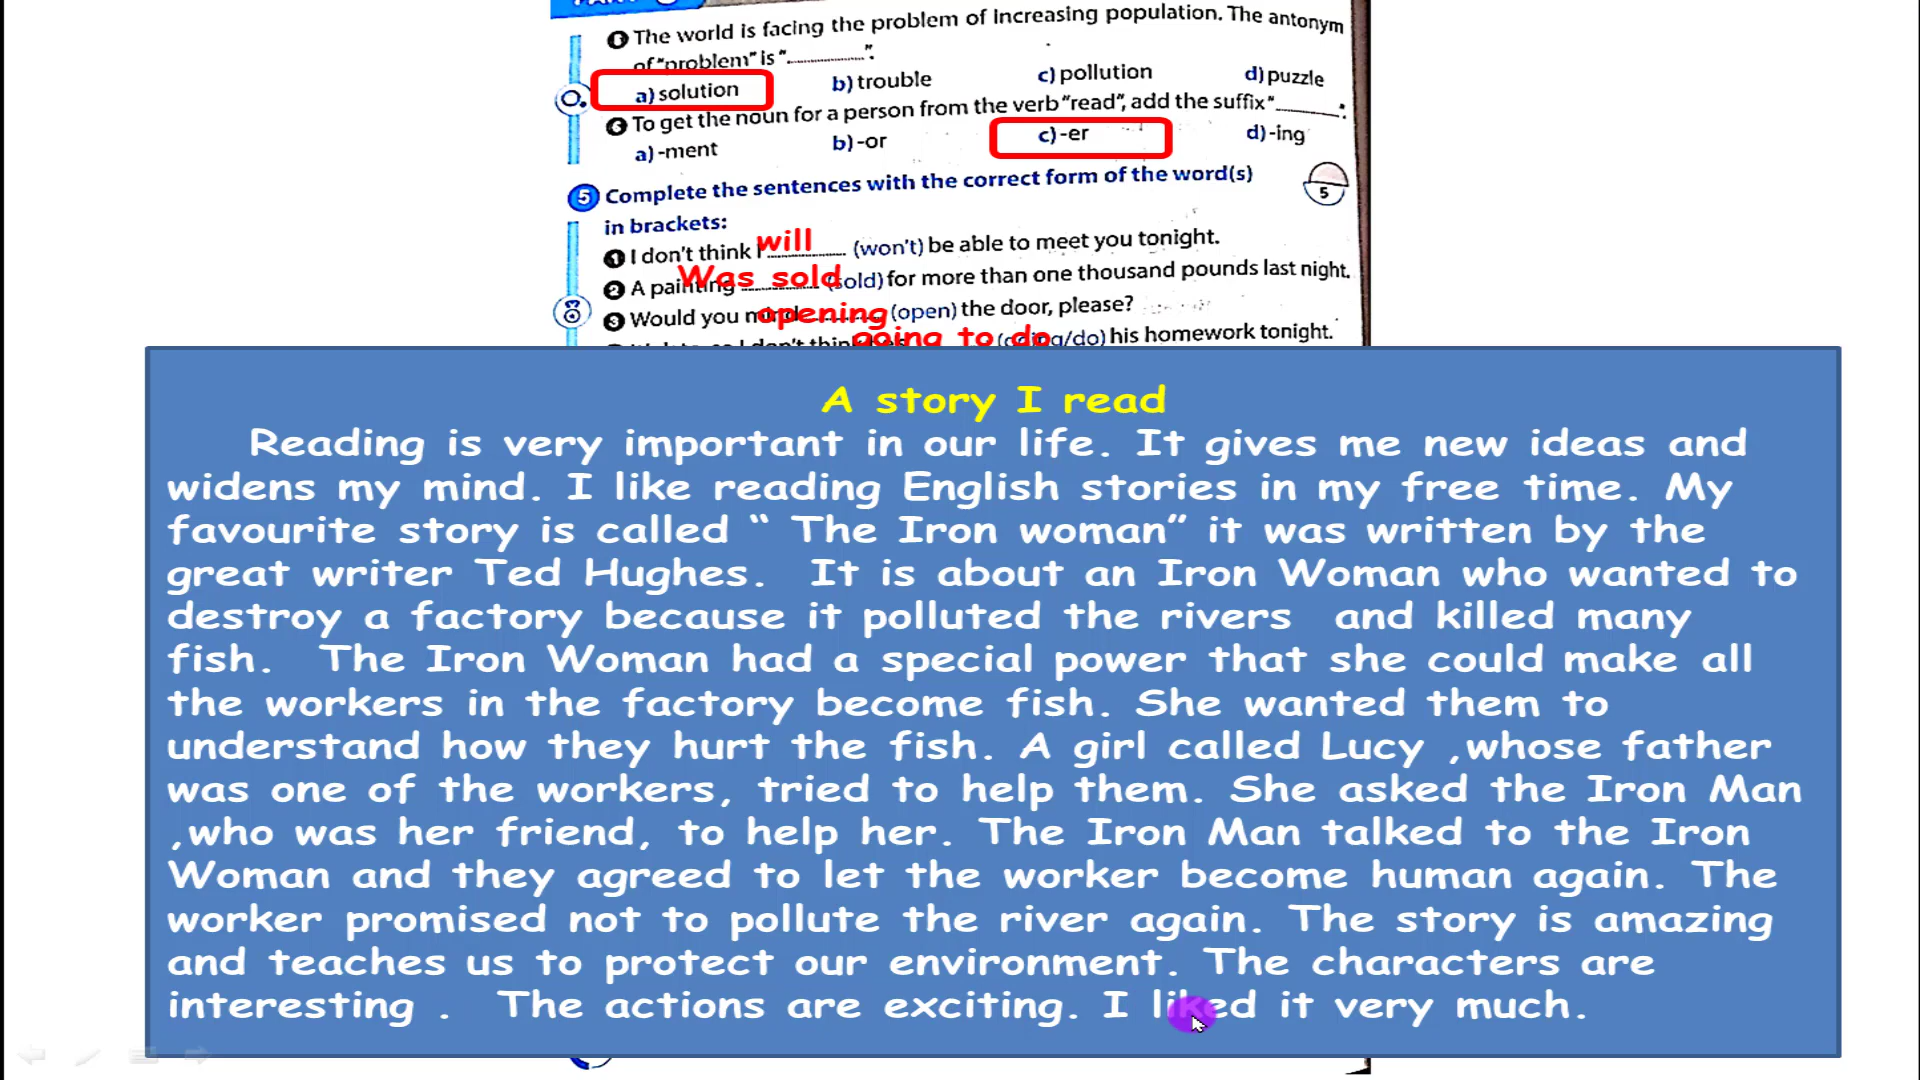 ❺ The world is facing the problem of Increasing population. The antonym
of "problem" is "............".
a) solution b) trouble c) pollution d) puzzle
❻ To get the noun for a person from the verb "read", add the suffix "______".
a) -ment b) -or c) -er d) -ing
5 Complete the sentences with the correct form of the word(s)
in brackets:
5
❶ I don't think I will (won't) be able to meet you tonight.
❷ A painting Was sold (sold) for more than one thousand pounds last night.
❸ Would you mind opening (open) the door, please?
I don't think he's going to do (going/do) his homework tonight.
A story I read
Reading is very important in our life. It gives me new ideas and
widens my mind. I like reading English stories in my free time. My
favourite story is called “ The Iron woman” it was written by the
great writer Ted Hughes. It is about an Iron Woman who wanted to
destroy a factory because it polluted the rivers and killed many
fish. The Iron Woman had a special power that she could make all
the workers in the factory become fish. She wanted them to
understand how they hurt the fish. A girl called Lucy ,whose father
was one of the workers, tried to help them. She asked the Iron Man
,who was her friend, to help her. The Iron Man talked to the Iron
Woman and they agreed to let the worker become human again. The
worker promised not to pollute the river again. The story is amazing
and teaches us to protect our environment. The characters are
interesting . The actions are exciting. I liked it very much.